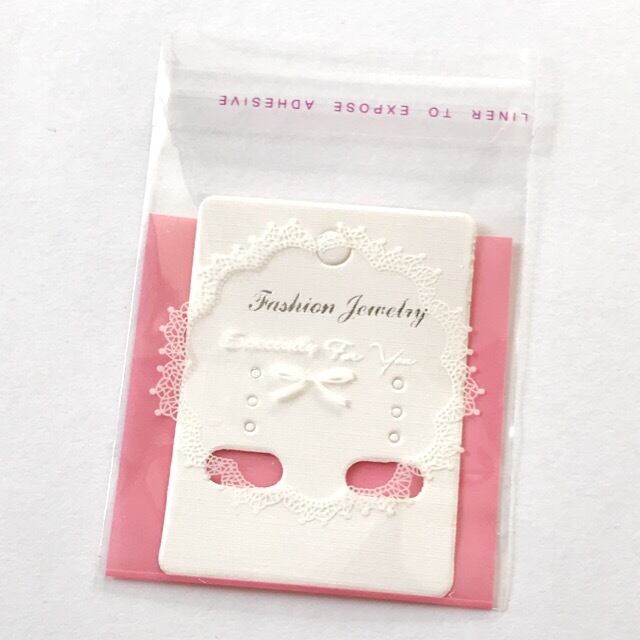 LINER TO EXPOSE ADHESIVE
Fashion Jewelry
Especially For You